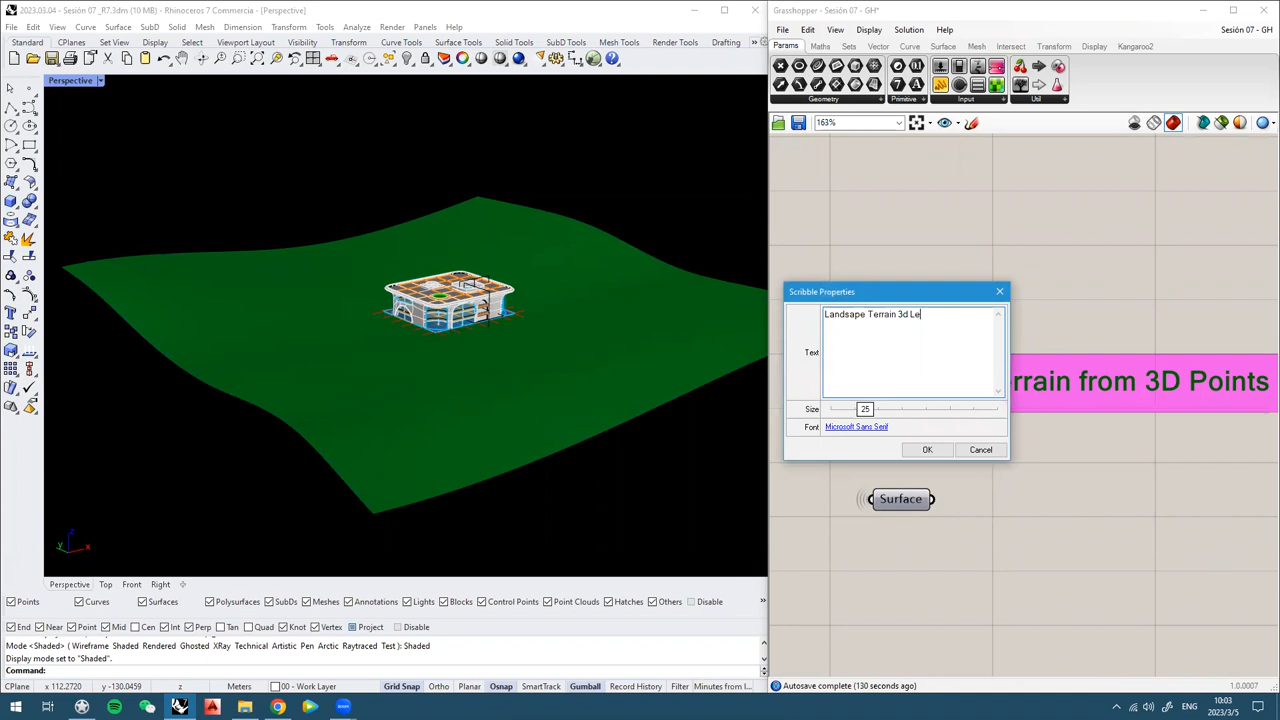 2023.03.04 - Sesión 07 _R7.3dm (10 MB) - Rhinoceros 7 Commercia - [Perspective]
File Edit View Curve Surface SubD Solid Mesh Dimension Transform Tools Analyze Render Panels Help
Standard CPlanes Set View Display Select Viewport Layout Visibility Transform Curve Tools Surface Tools Solid Tools SubD Tools Mesh Tools Render Tools Drafting
Perspective
z
y
x
Perspective Top Front Right
Points Curves Surfaces Polysurfaces SubDs Meshes Annotations Lights Blocks Control Points Point Clouds Hatches Others Disable
End Near Point Mid Cen Int Perp Tan Quad Knot Vertex Project Disable
Mode <Shaded> ( Wireframe Shaded Rendered Ghosted XRay Technical Artistic Pen Arctic Raytraced Test ): Shaded
Display mode set to "Shaded".
Command:
CPlane x 112.2720 y -130.0459 z Meters 00 - Work Layer Grid Snap Ortho Planar Osnap SmartTrack Gumball Record History Filter Minutes from l...
Grasshopper - Sesión 07 - GH*
File Edit View Display Solution Help
Sesión 07 - GH*
Params Maths Sets Vector Curve Surface Mesh Intersect Transform Display Kangaroo2
Geometry Primitive Input Util
163%
Scribble Properties
Text
Landsape Terrain 3d Le
Size
25
Font
Microsoft Sans Serif
OK Cancel
rrain from 3D Points
Surface
Autosave complete (130 seconds ago)
1.0.0007
ENG
10:03
2023/3/5